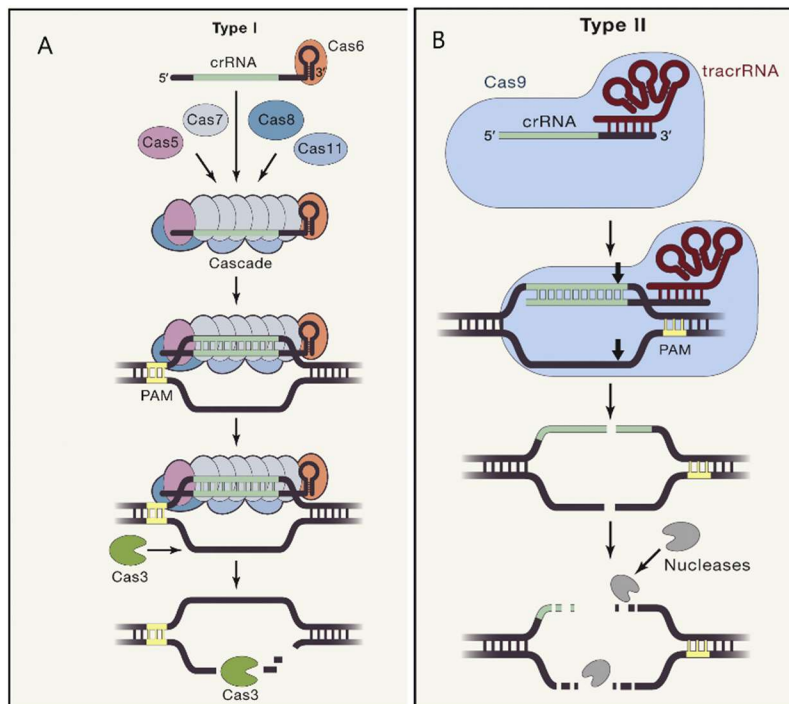 A
Type I
Cas6
crRNA
5′
3′
Cas7
Cas8
Cas5
Cas11
Cascade
PAM
Cas3
Cas3
B
Type II
Cas9
tracrRNA
crRNA
5′
3′
PAM
Nucleases